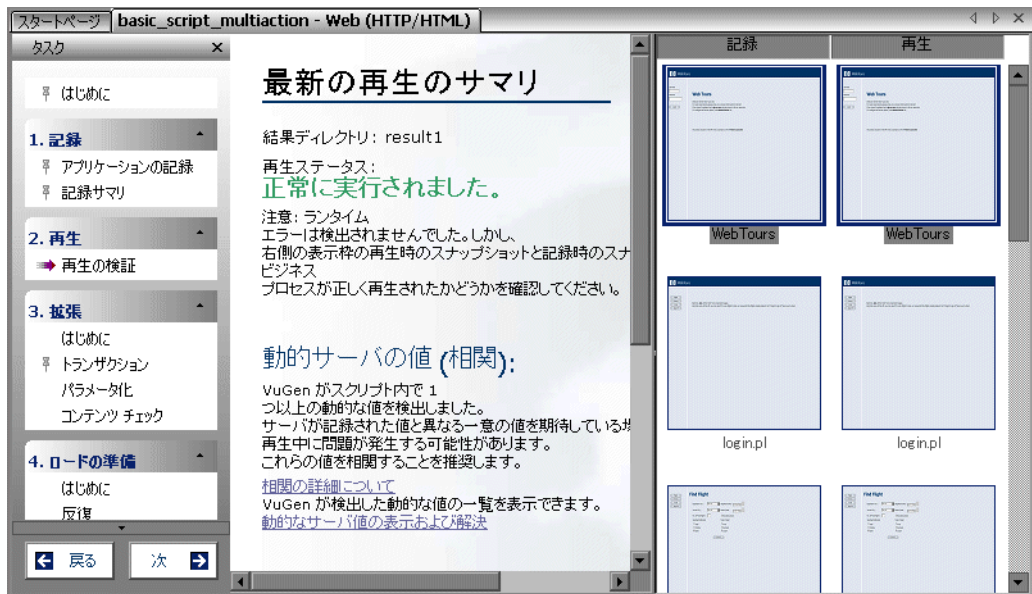 スタートページ
basic_script_multiaction - Web (HTTP/HTML)
タスク
はじめに
1. 記録
アプリケーションの記録
記録サマリ
2. 再生
再生の検証
3. 拡張
はじめに
トランザクション
パラメータ化
コンテンツ チェック
4. ロードの準備
はじめに
反復
戻る
次
最新の再生のサマリ
結果ディレクトリ: result1
再生ステータス:
正常に実行されました。
注意: ランタイム
エラーは検出されませんでした。しかし、
右側の表示枠の再生時のスナップショットと記録時のスナ
ビジネス
プロセスが正しく再生されたかどうかを確認してください。
動的サーバの値 (相関):
VuGen がスクリプト内で 1
つ以上の動的な値を検出しました。
サーバが記録された値と異なる一意の値を期待している場
再生中に問題が発生する可能性があります。
これらの値を相関することを推奨します。
相関の詳細について
VuGen が検出した動的な値の一覧を表示できます。
動的なサーバ値の表示および解決
記録
再生
Web Tours
Web Tours
WebTours
WebTours
login.pl
login.pl
Find Flight
Find Flight